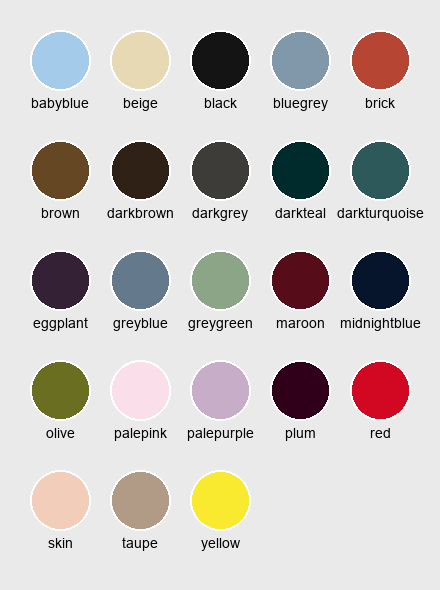 babyblue beige black bluegrey brick
brown darkbrown darkgrey darkteal darkturquoise
eggplant greyblue greygreen maroon midnightblue
olive palepink palepurple plum red
skin taupe yellow